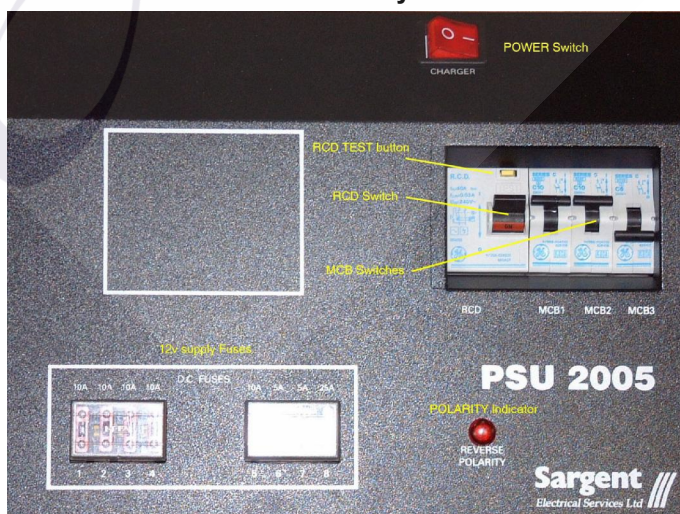 POWER Switch
CHARGER
RCD TEST button
R.C.D.
RCD Switch
ON
MCB Switches
RCD MCB1 MCB2 MCB3
12v supply Fuses
D.C. FUSES
10A 10A 10A 10A 10A 5A 5A 25A
1 2 3 4 5 6 7 8
PSU 2005
POLARITY Indicator
REVERSE
POLARITY
Sargent
Electrical Services Ltd